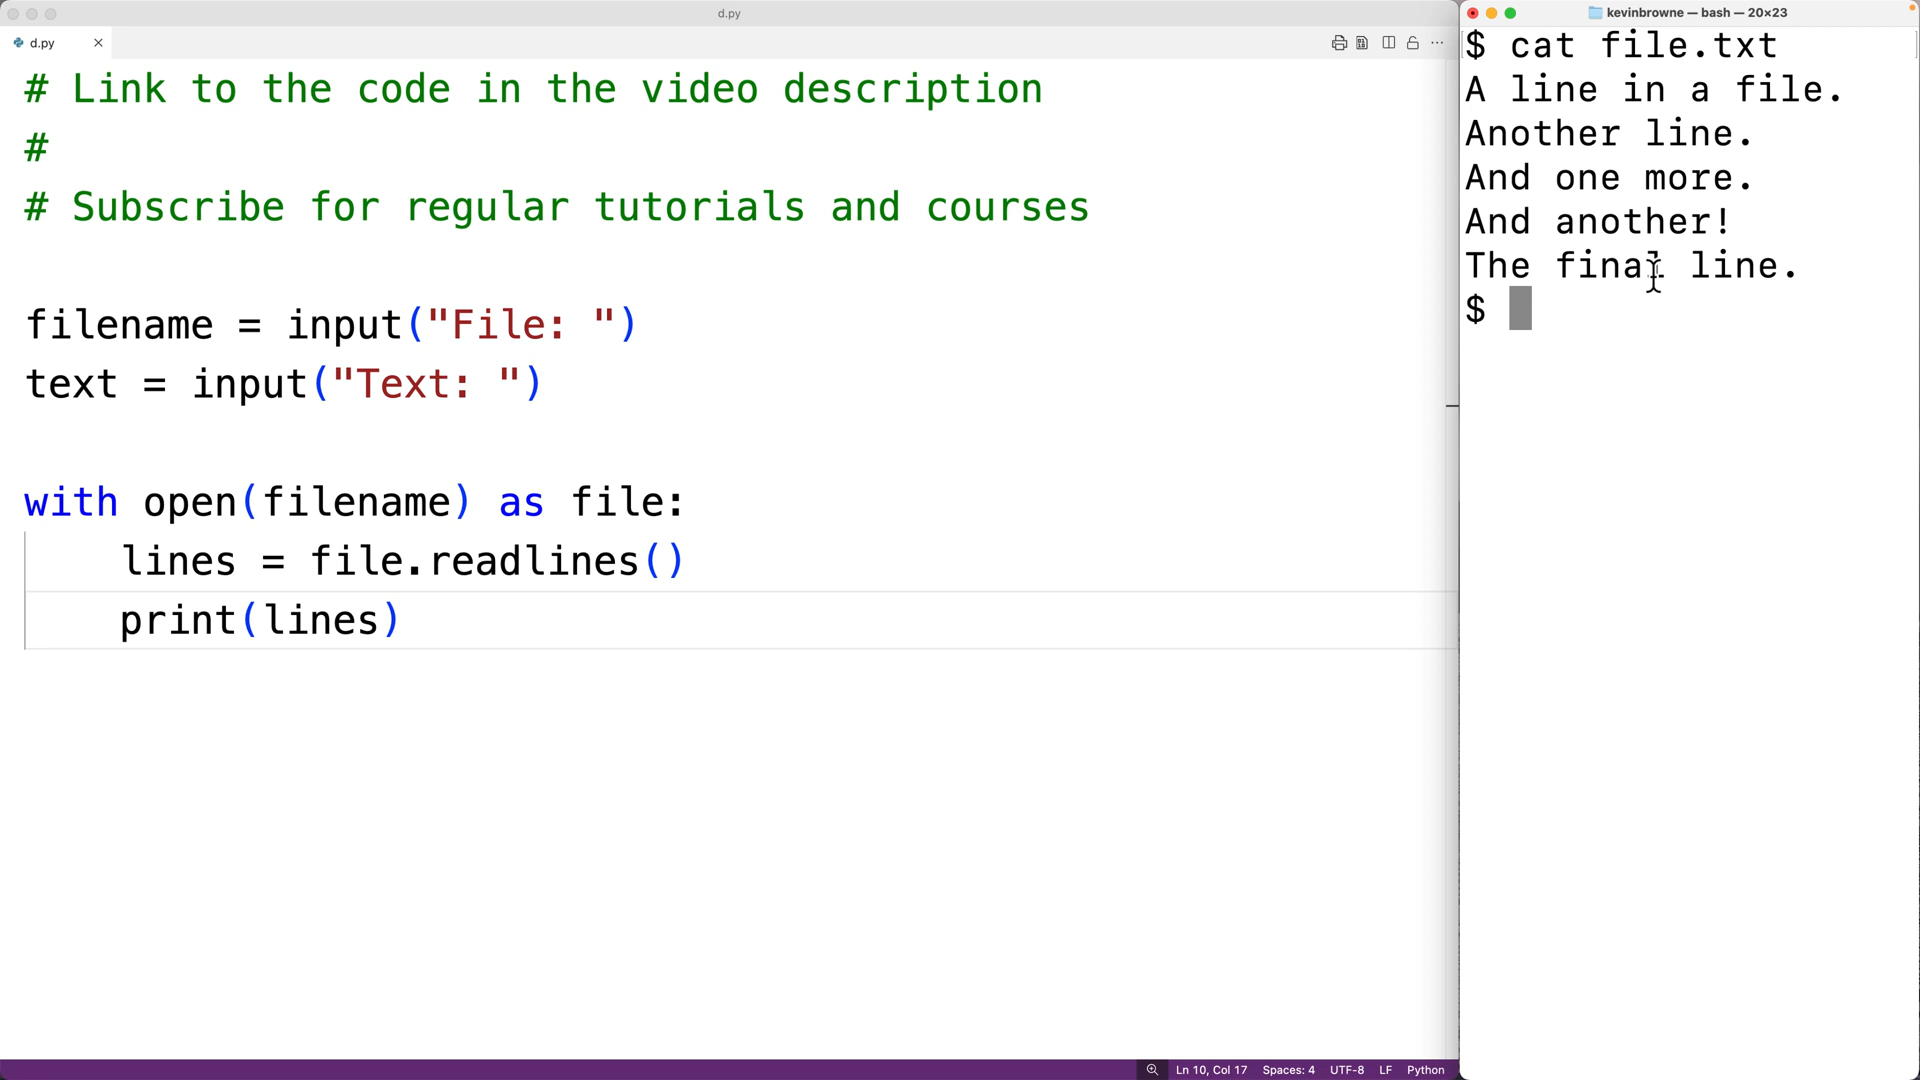 d.py
d.py
# Link to the code in the video description
#
# Subscribe for regular tutorials and courses
filename = input("File: ")
text = input("Text: ")
with open(filename) as file:
lines = file.readlines()
print(lines)
Ln 10, Col 17 Spaces: 4 UTF-8 LF Python
kevinbrowne — bash — 20×23
$ cat file.txt
A line in a file.
Another line.
And one more.
And another!
The final line.
$